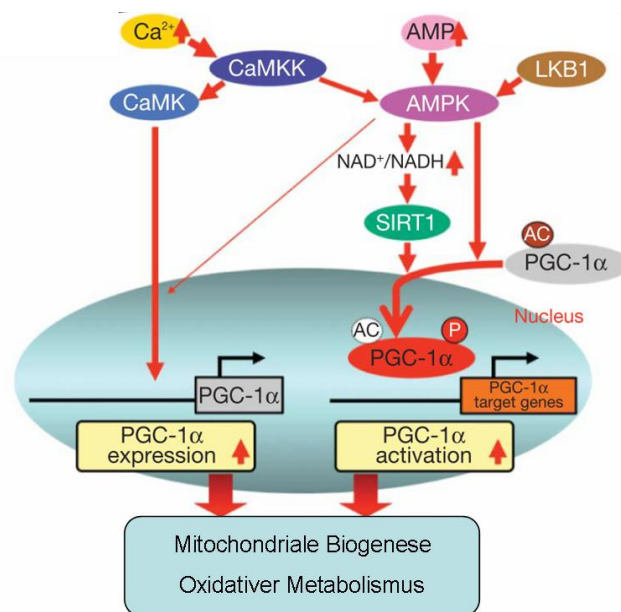 Ca²⁺
AMP
CaMKK
LKB1
CaMK
AMPK
NAD⁺/NADH
SIRT1
AC
PGC-1α
Nucleus
AC
P
PGC-1α
PGC-1α
PGC-1α
target genes
PGC-1α
expression
PGC-1α
activation
Mitochondriale Biogenese
Oxidativer Metabolismus